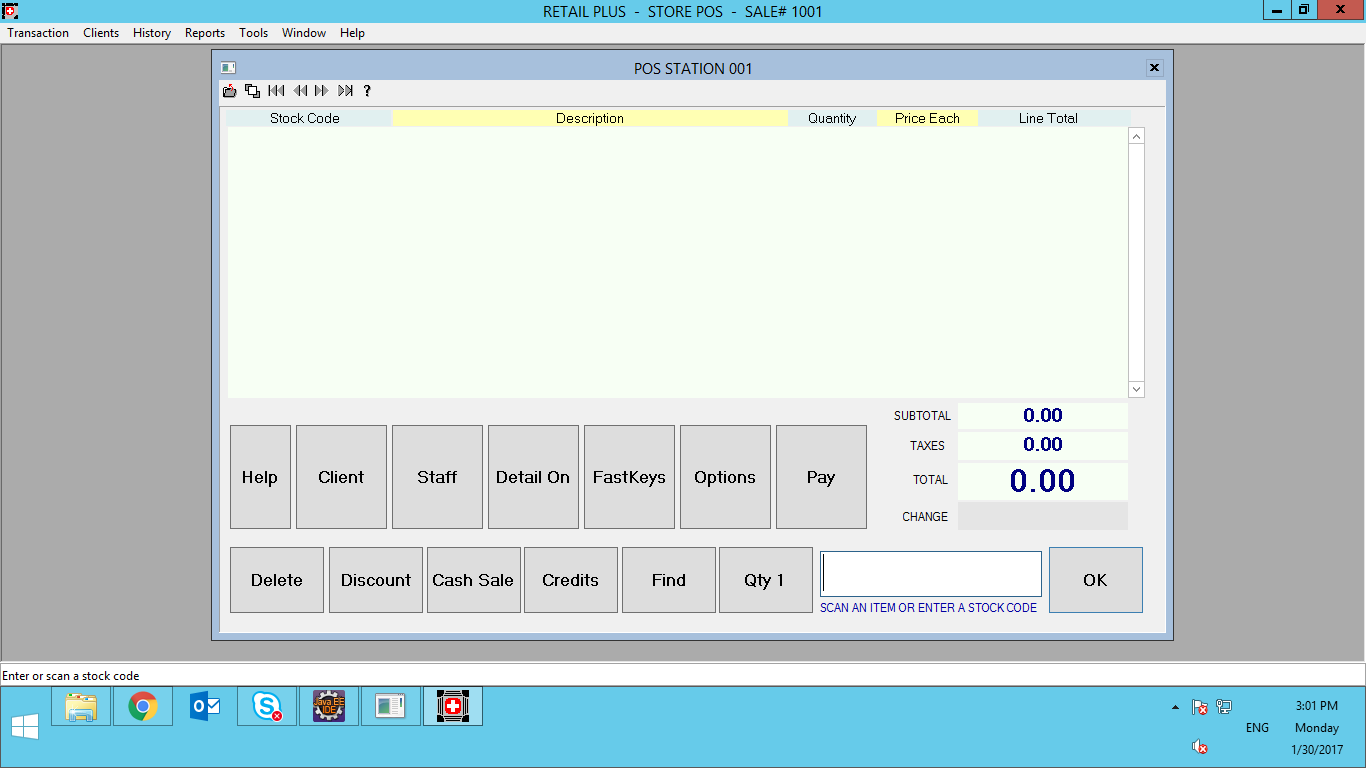 RETAIL PLUS - STORE POS - SALE# 1001
Transaction Clients History Reports Tools Window Help
POS STATION 001
?
Stock Code Description Quantity Price Each Line Total
SUBTOTAL 0.00
TAXES 0.00
TOTAL 0.00
CHANGE
Help Client Staff Detail On FastKeys Options Pay
Delete Discount Cash Sale Credits Find Qty 1 OK
SCAN AN ITEM OR ENTER A STOCK CODE
Enter or scan a stock code
Java EE
IDE
3:01 PM
ENG Monday
1/30/2017